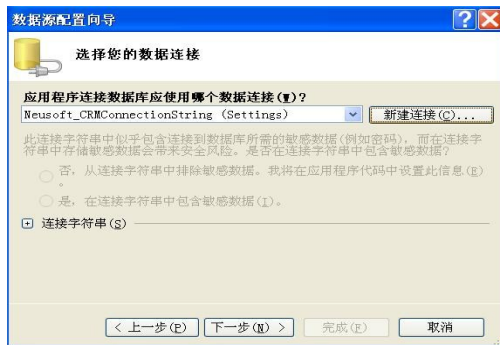 数据源配置向导
选择您的数据连接
应用程序连接数据库应使用哪个数据连接(W)?
Neusoft_CRMConnectionString (Settings)
新建连接(C)...
此连接字符串中似乎包含连接到数据库所需的敏感数据(例如密码)，而在连接字
符串中存储敏感数据会带来安全风险。是否在连接字符串中包含敏感数据?
否，从连接字符串中排除敏感数据。我将在应用程序代码中设置此信息(E)
。
是，在连接字符串中包含敏感数据(I)。
连接字符串(S)
< 上一步(P)
下一步(N) >
完成(F)
取消